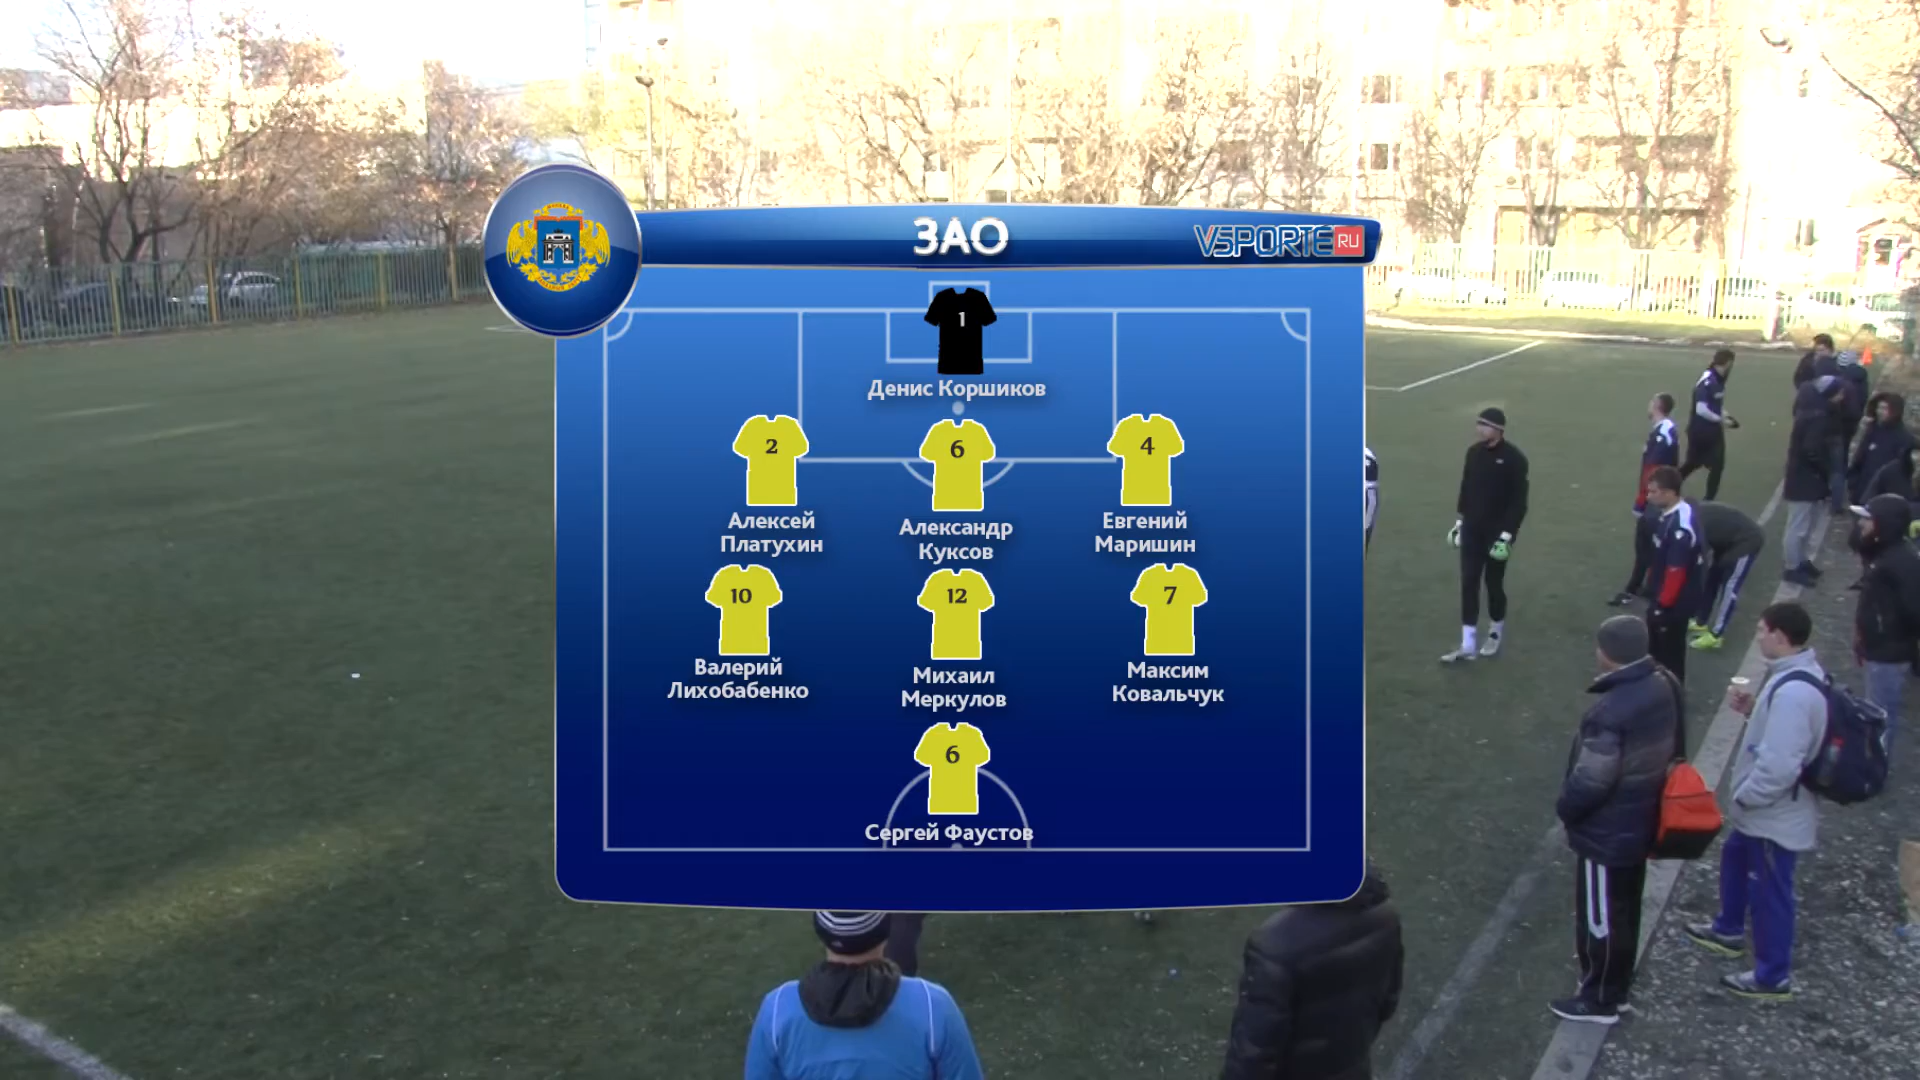 ЗАО
VSPORTE RU
1
Денис Коршиков
2
6
4
Алексей
Платухин
Александр
Куксов
Евгений
Маришин
10
12
7
Валерий
Лихобабенко
Михаил
Меркулов
Максим
Ковальчук
6
Сергей Фаустов